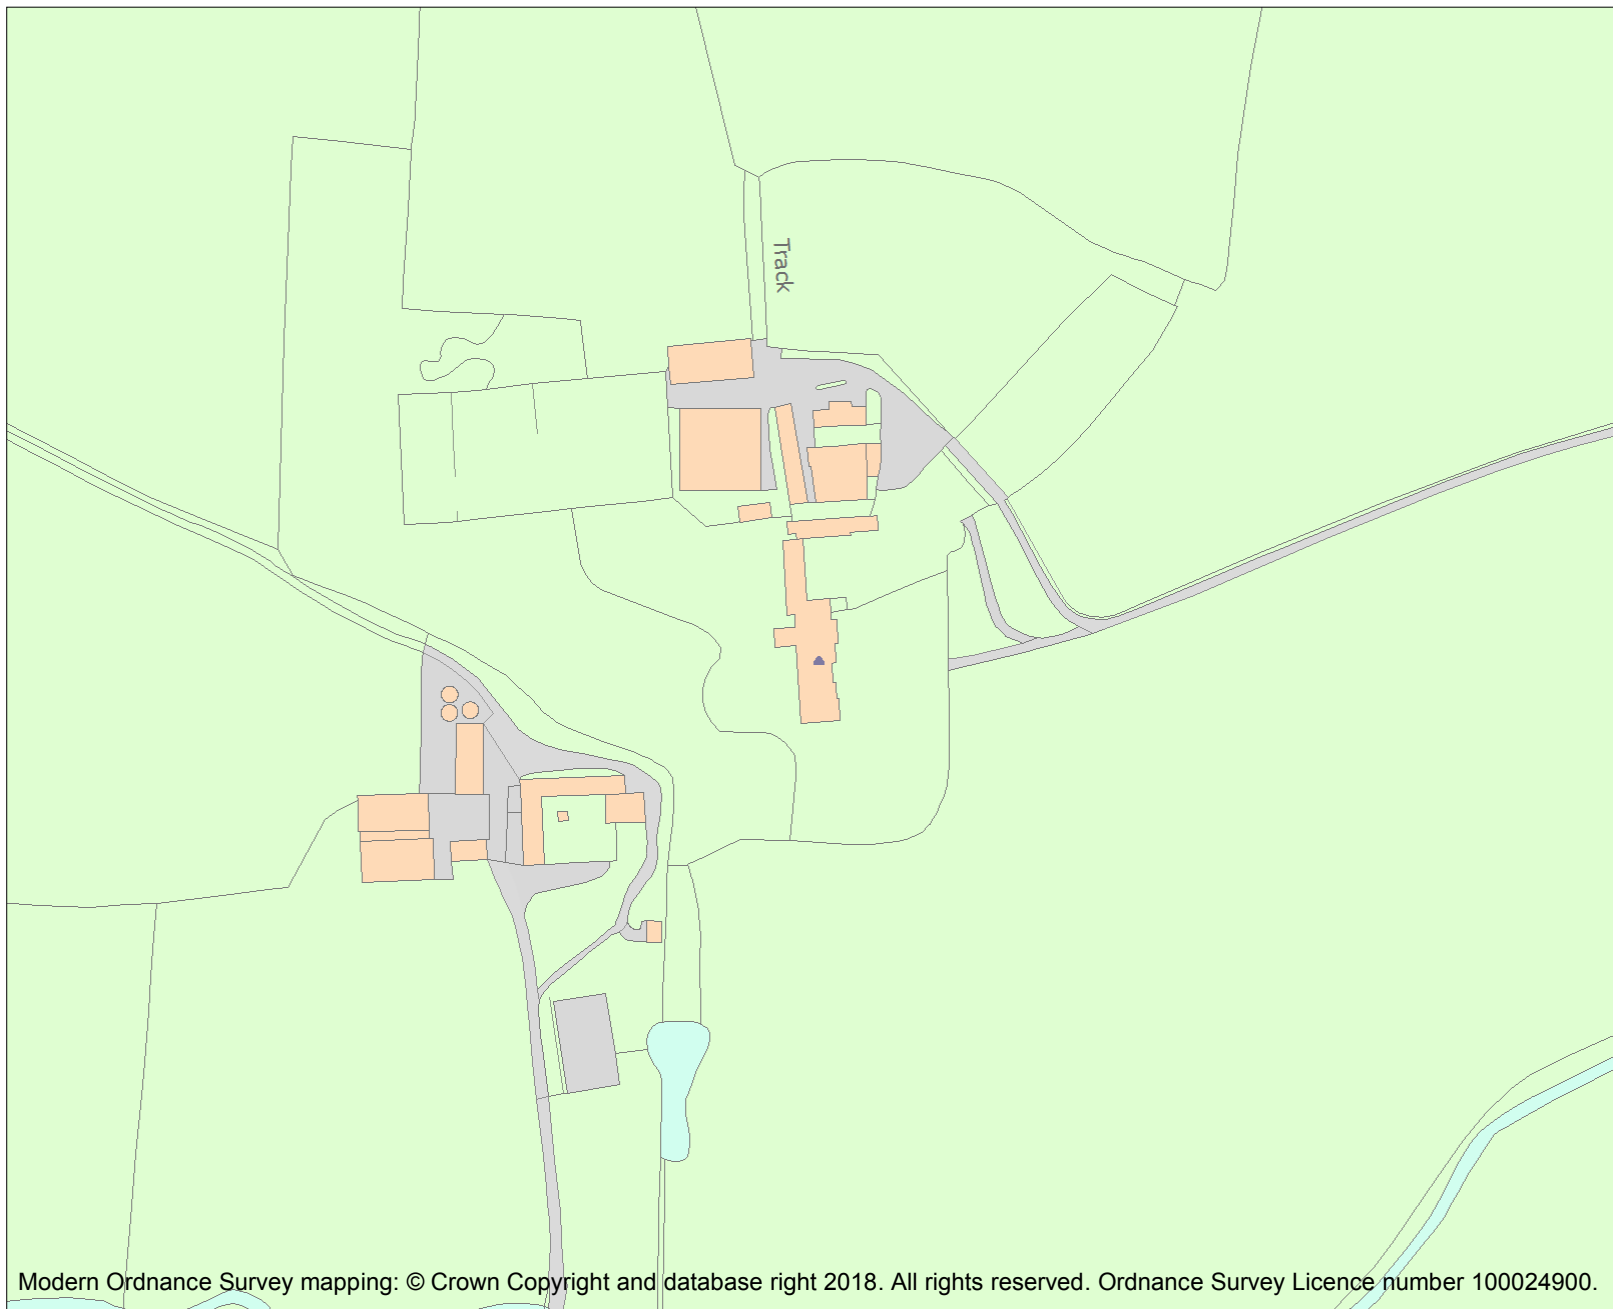 Track
Modern Ordnance Survey mapping: © Crown Copyright and database right 2018. All rights reserved. Ordnance Survey Licence number 100024900.